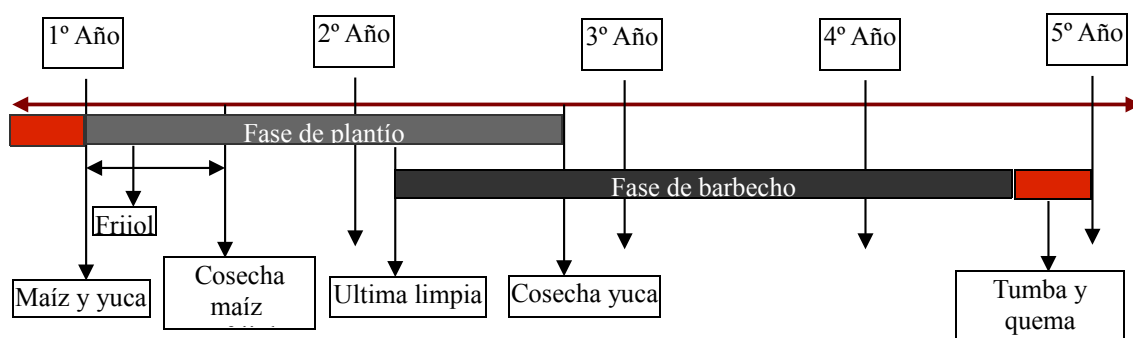 1º Año
2º Año
3º Año
4º Año
5º Año
Fase de plantío
Fase de barbecho
Frijol
Maíz y yuca
Cosecha
maíz
Ultima limpia
Cosecha yuca
Tumba y
quema